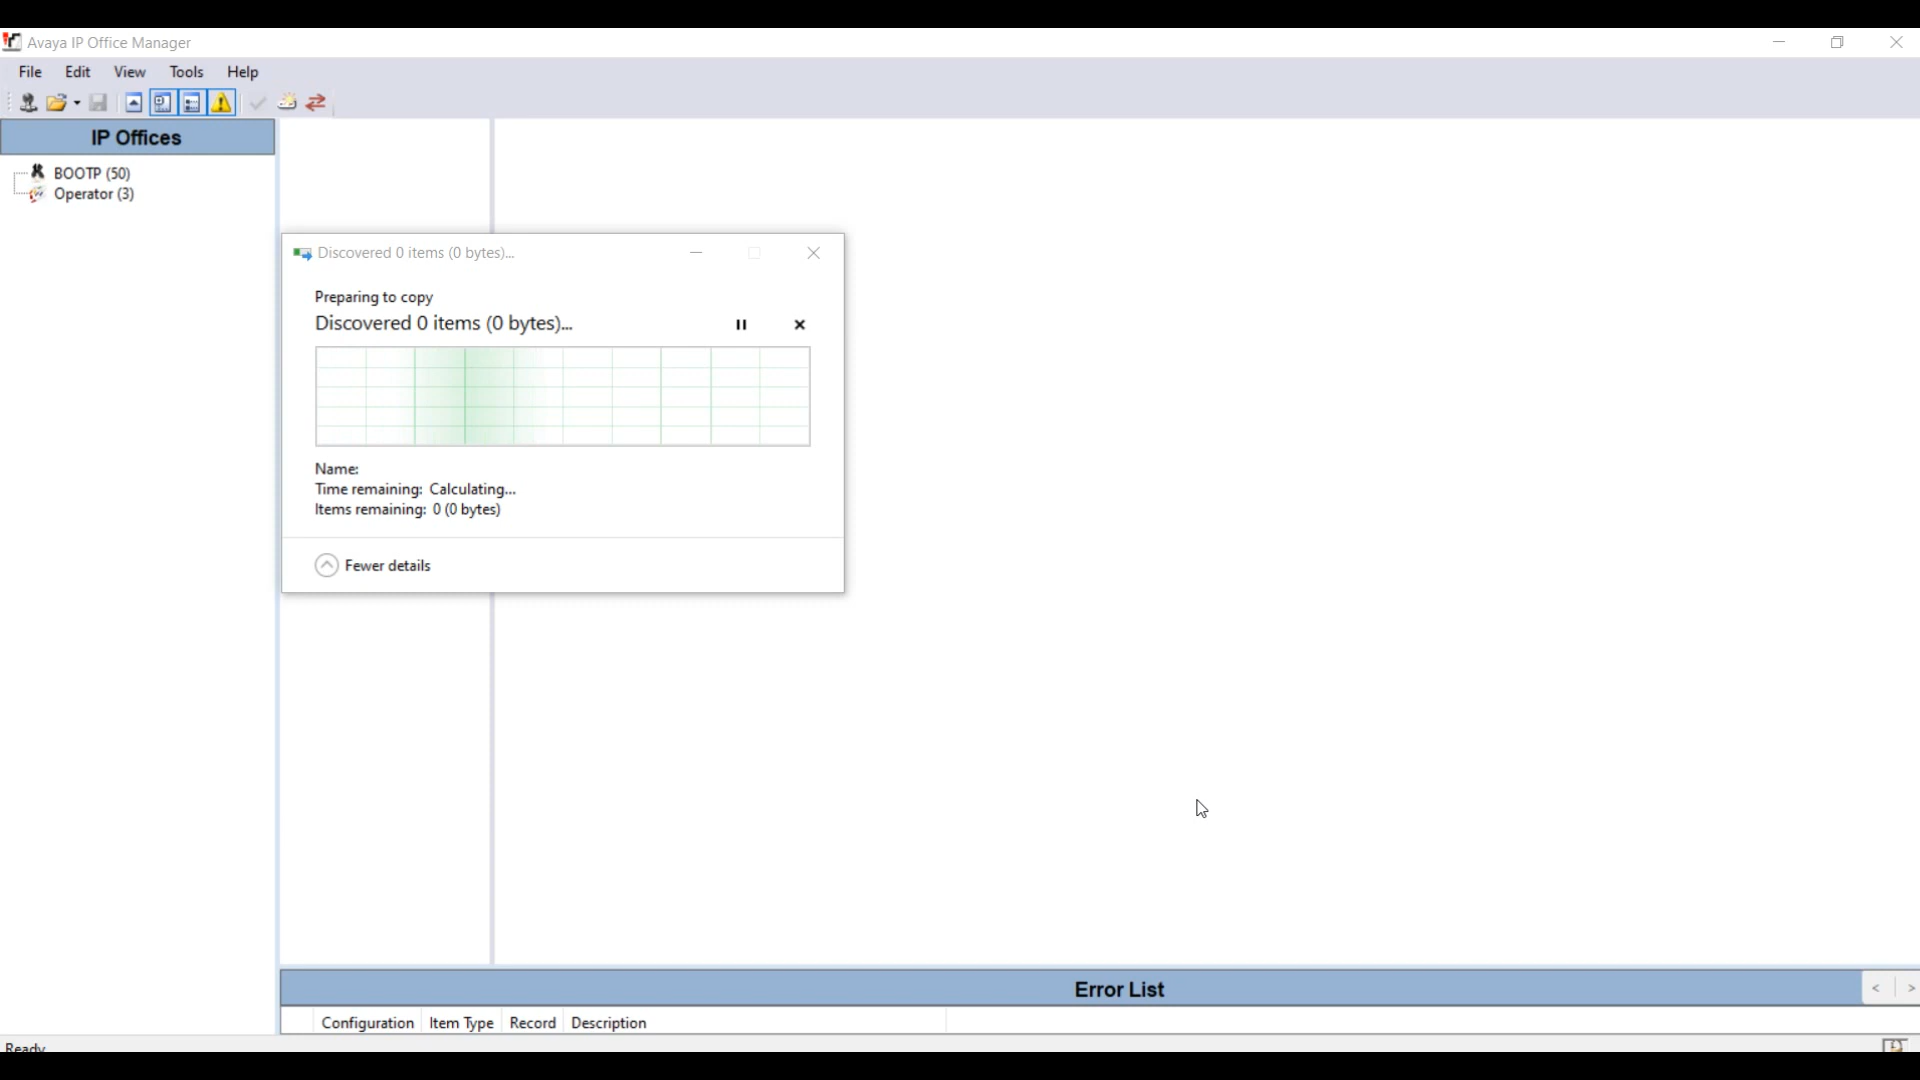 Avaya IP Office Manager
File Edit View Tools Help
IP Offices
BOOTP (50)
Operator (3)
Discovered 0 items (0 bytes)...
Preparing to copy
Discovered 0 items (0 bytes)...
Name:
Time remaining: Calculating...
Items remaining: 0 (0 bytes)
Fewer details
Error List
Configuration Item Type Record Description
Ready